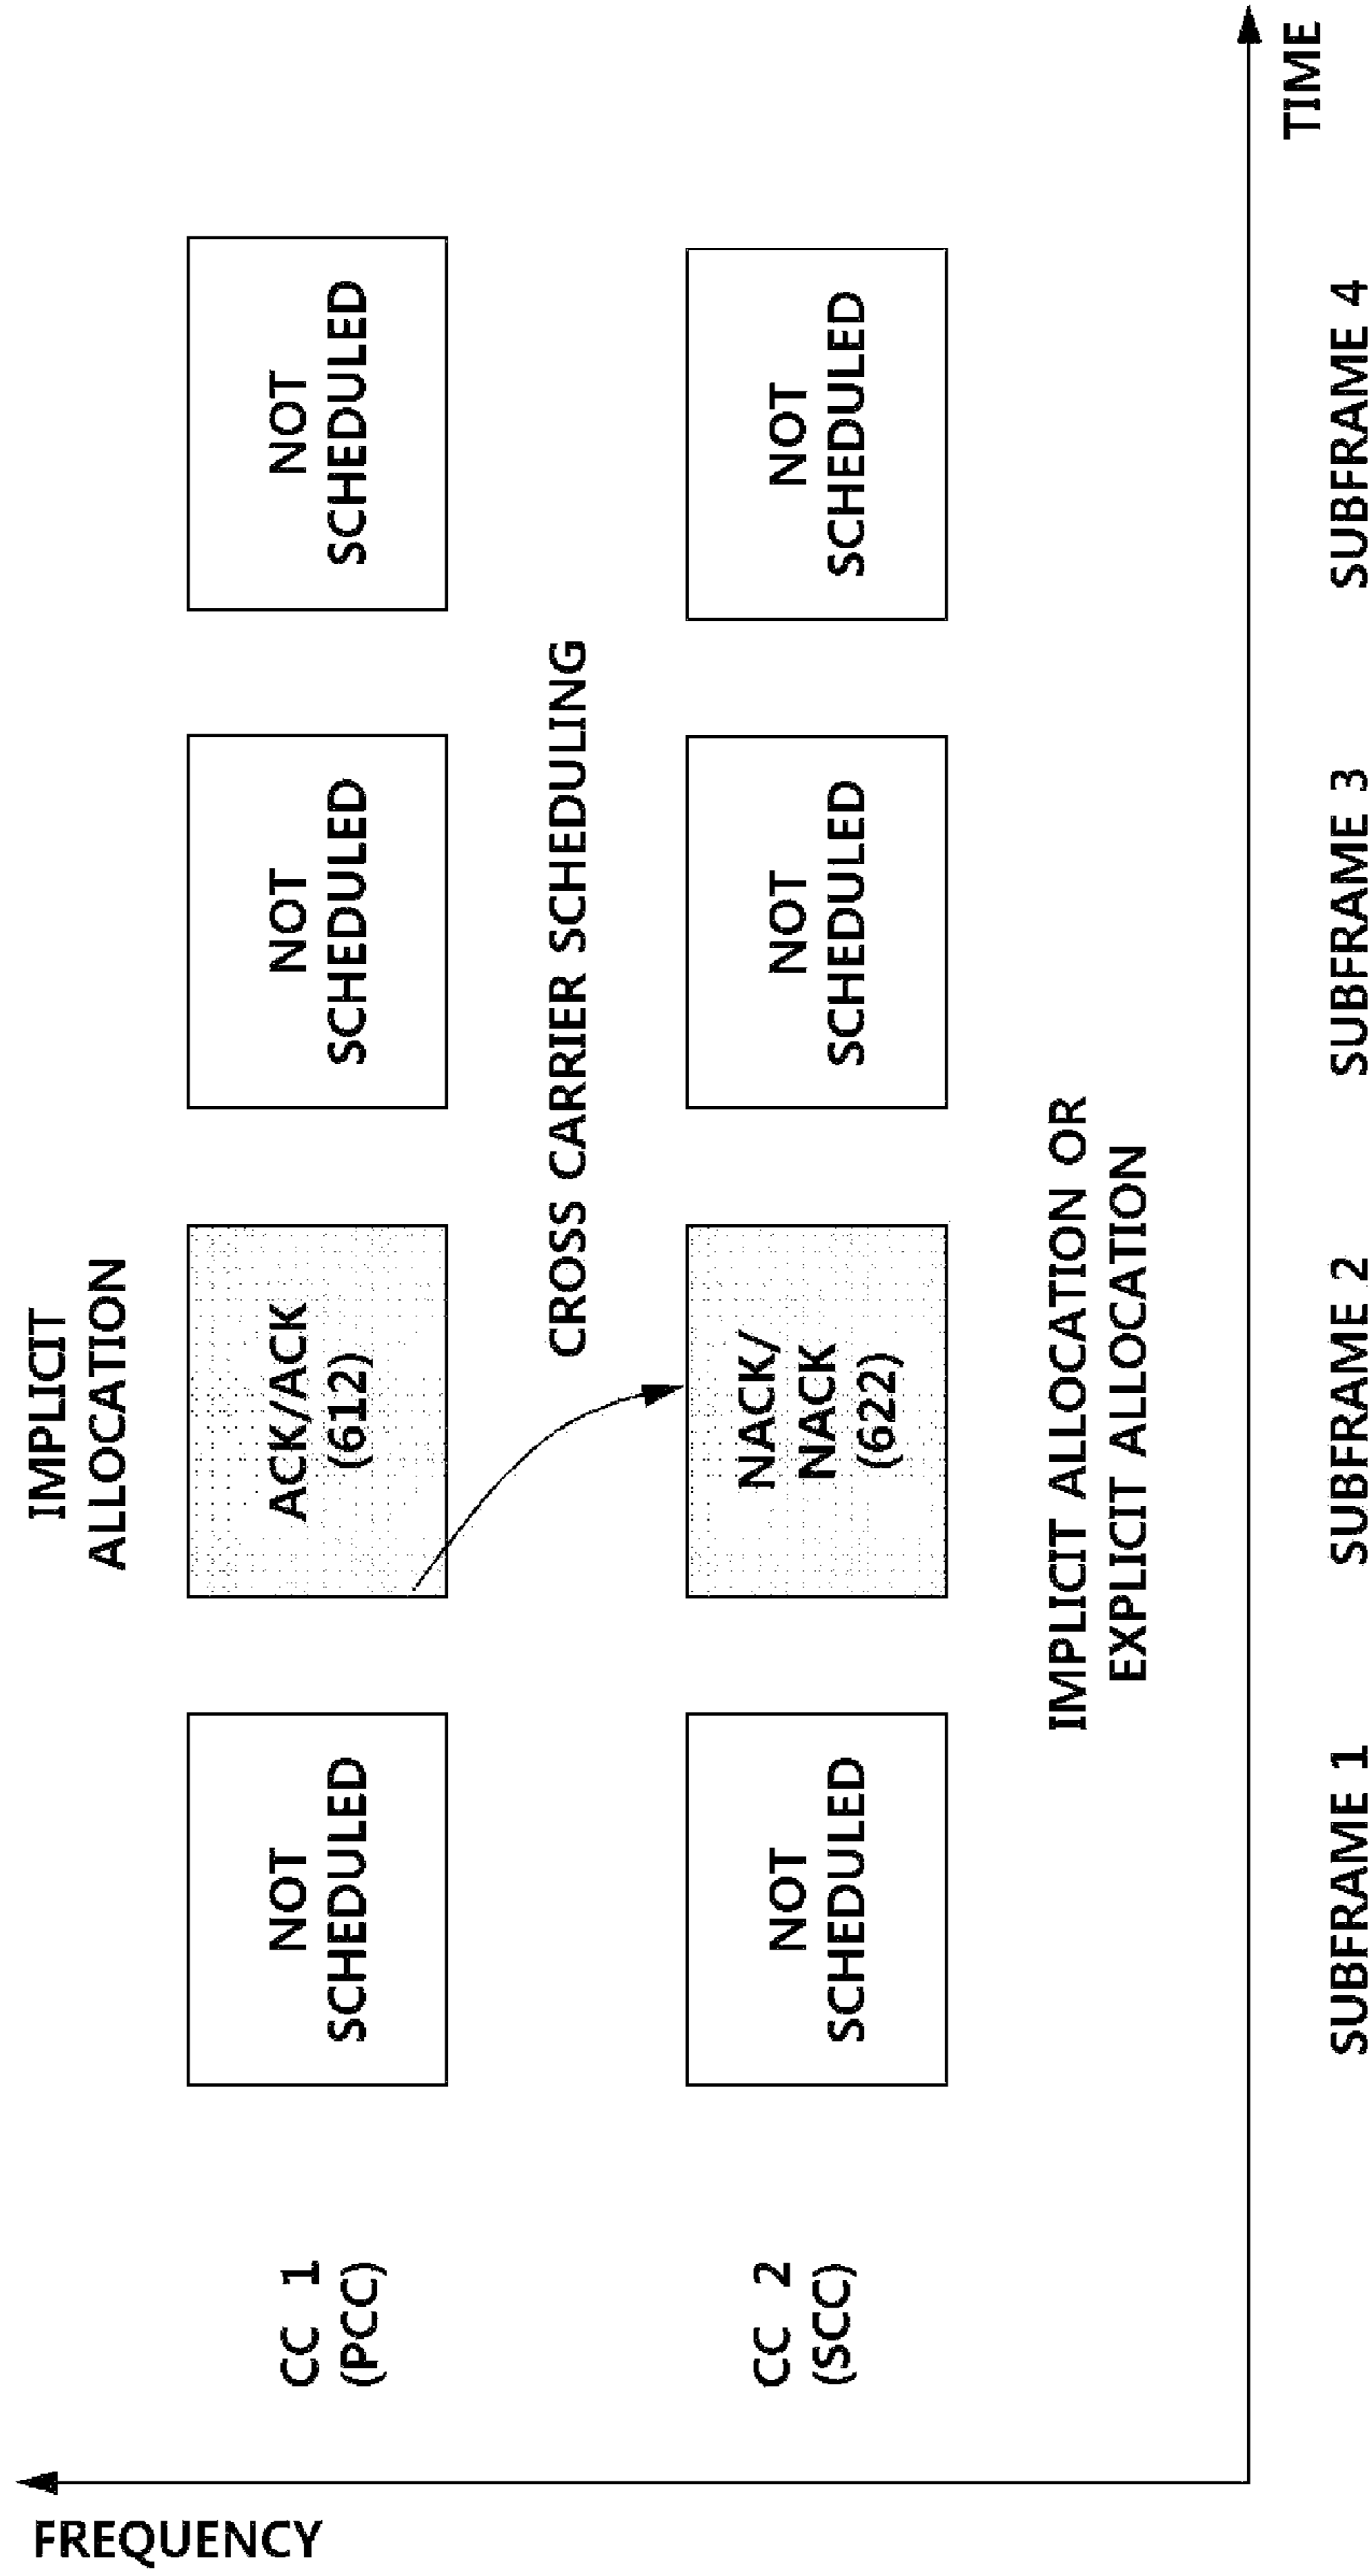 FREQUENCY
IMPLICIT
ALLOCATION
CC 1
(PCC)
NOT
SCHEDULED
ACK/ACK
(612)
NOT
SCHEDULED
NOT
SCHEDULED
CROSS CARRIER SCHEDULING
CC 2
(SCC)
NOT
SCHEDULED
NACK/
NACK
(622)
NOT
SCHEDULED
NOT
SCHEDULED
IMPLICIT ALLOCATION OR
EXPLICIT ALLOCATION
TIME
SUBFRAME 1
SUBFRAME 2
SUBFRAME 3
SUBFRAME 4